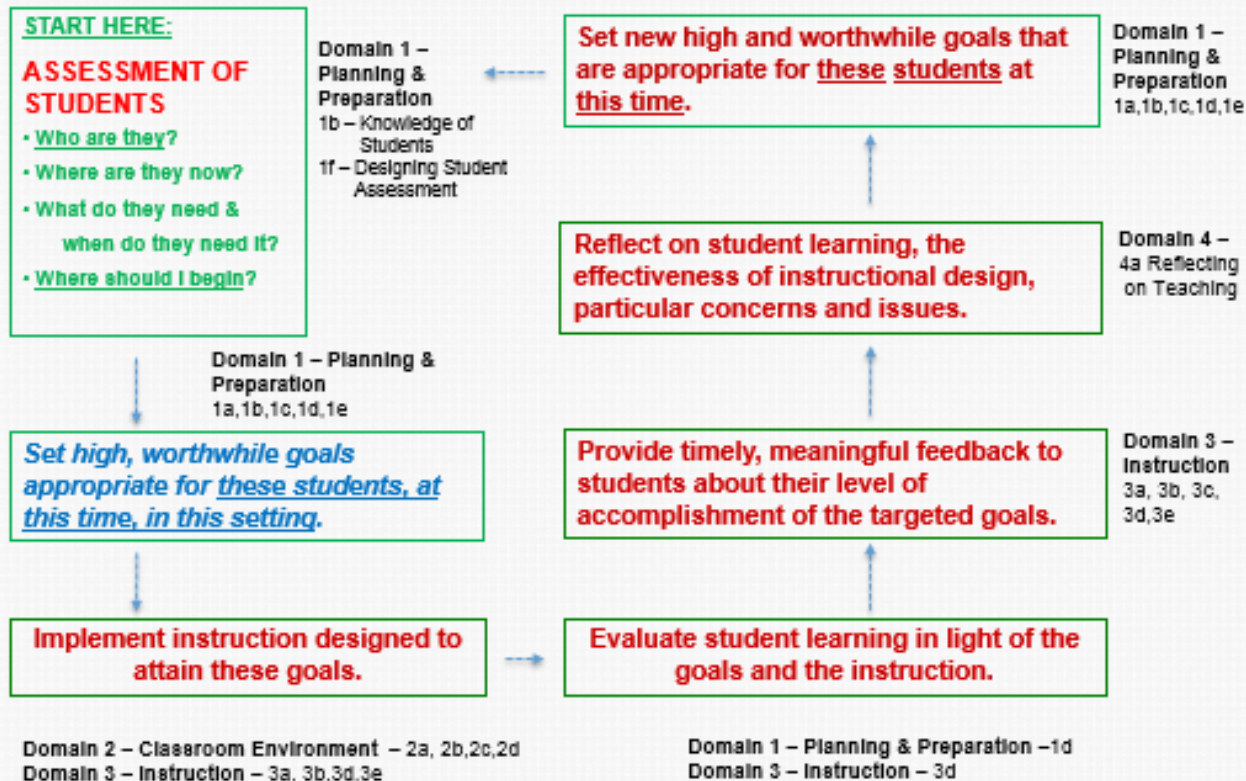 START HERE:
ASSESSMENT OF
STUDENTS
• Who are they?
• Where are they now?
• What do they need &
when do they need it?
• Where should I begin?
Domain 1 –
Planning &
Preparation
1b – Knowledge of
Students
1f – Designing Student
Assessment
Domain 1 – Planning &
Preparation
1a,1b,1c,1d,1e
Set high, worthwhile goals
appropriate for these students, at
this time, in this setting.
Implement instruction designed to
attain these goals.
Domain 2 – Classroom Environment – 2a, 2b,2c,2d
Domain 3 – Instruction – 3a, 3b,3d,3e
Evaluate student learning in light of the
goals and the instruction.
Domain 1 – Planning & Preparation –1d
Domain 3 – Instruction – 3d
Provide timely, meaningful feedback to
students about their level of
accomplishment of the targeted goals.
Domain 3 –
Instruction
3a, 3b, 3c,
3d,3e
Reflect on student learning, the
effectiveness of instructional design,
particular concerns and issues.
Domain 4 –
4a Reflecting
on Teaching
Set new high and worthwhile goals that
are appropriate for these students at
this time.
Domain 1 –
Planning &
Preparation
1a,1b,1c,1d,1e